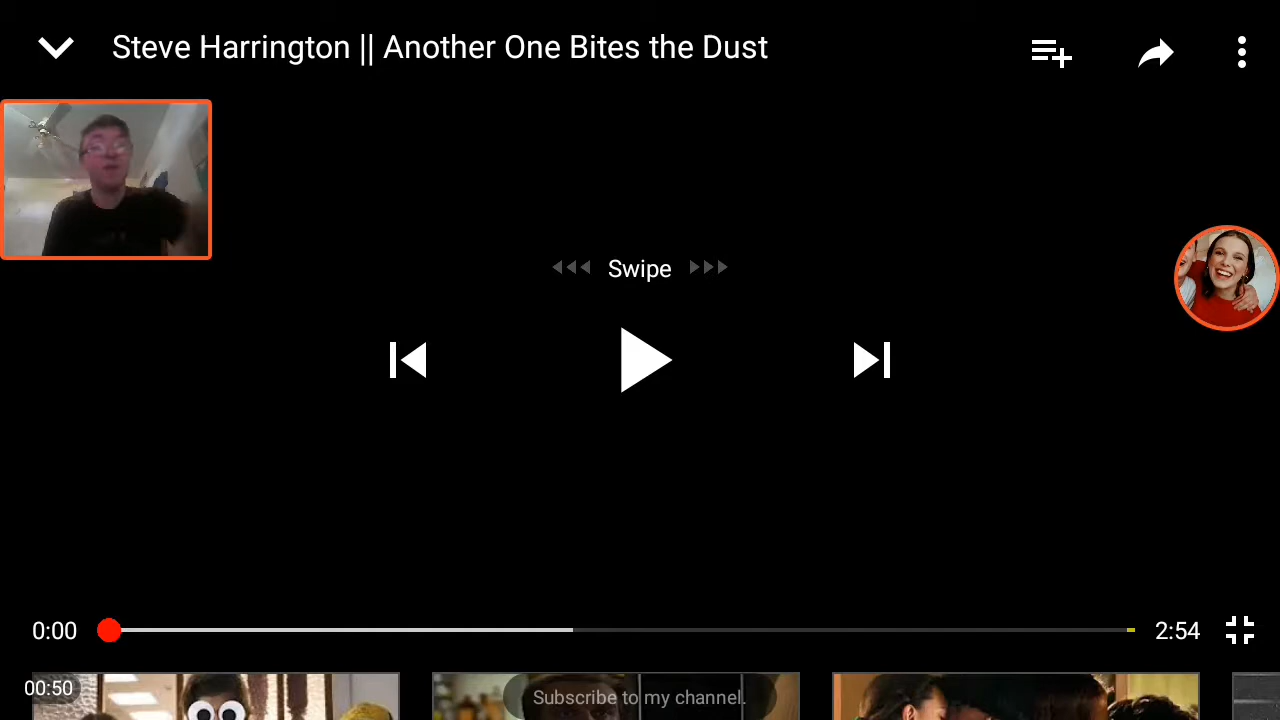 Steve Harrington || Another One Bites the Dust
Swipe
0:00
2:54
00:50
Subscribe to my channel.